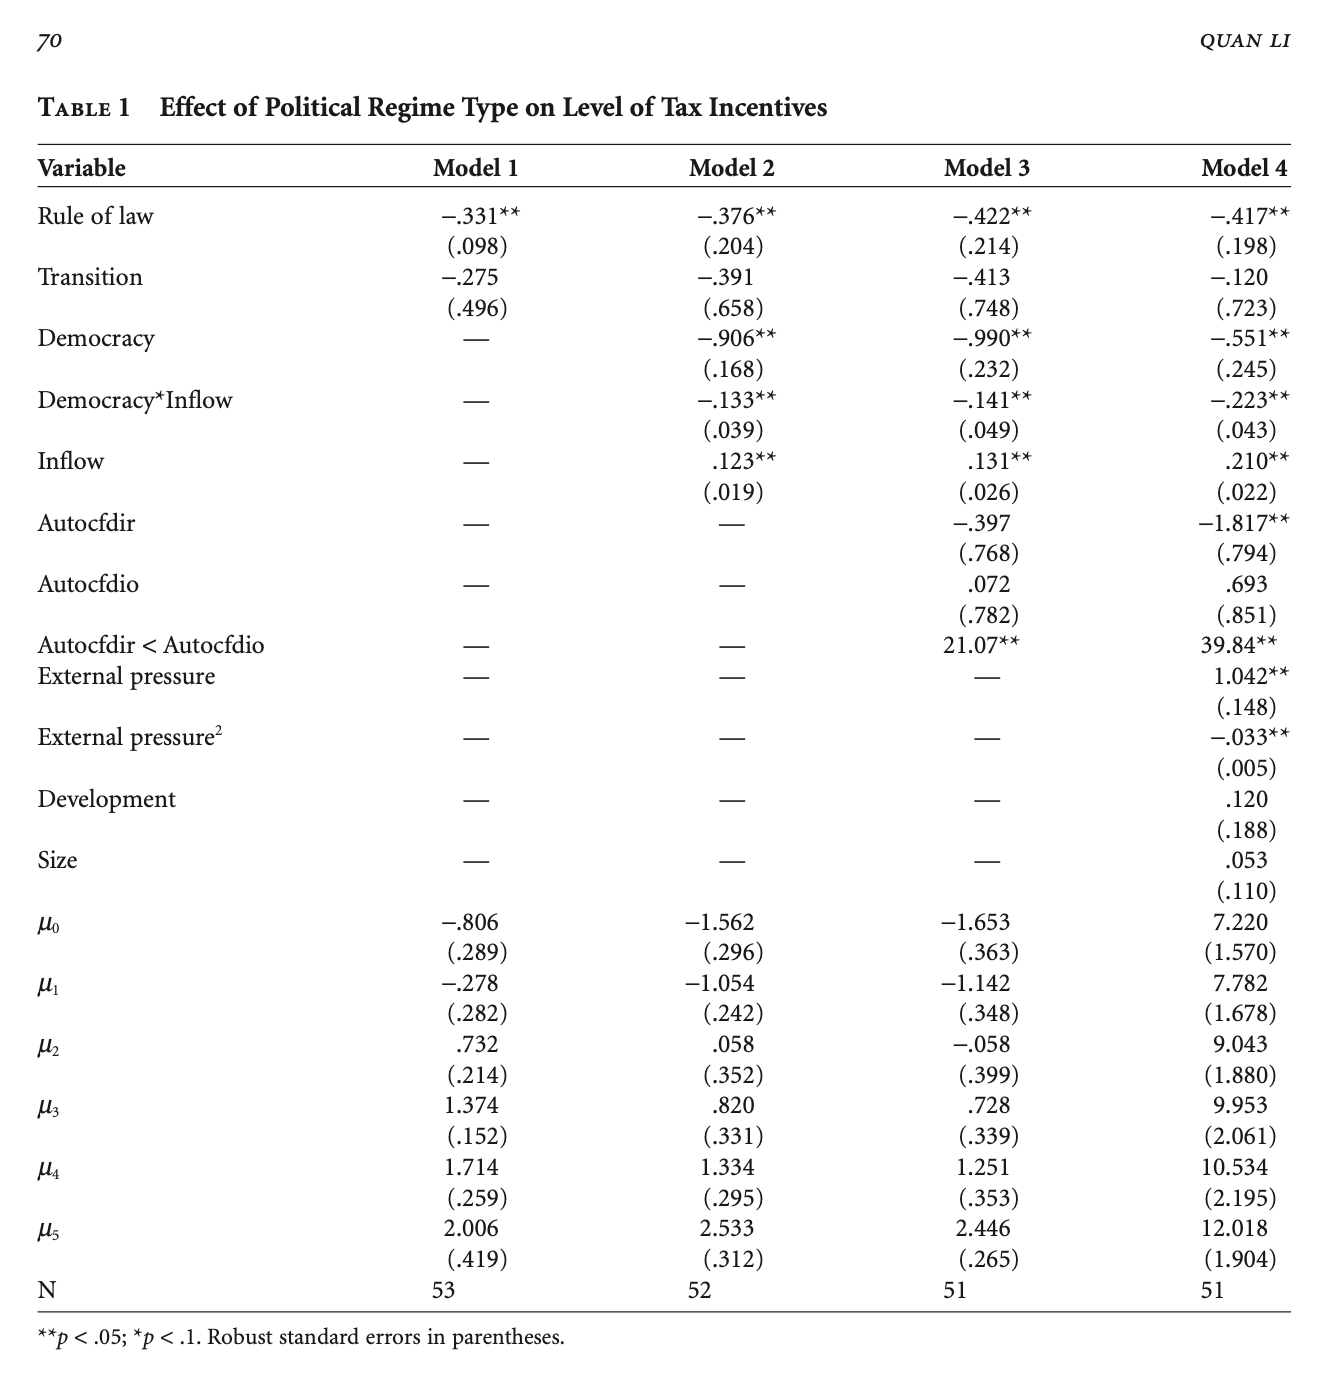 70 QUAN LI
TABLE 1 Effect of Political Regime Type on Level of Tax Incentives
Variable Model 1 Model 2 Model 3 Model 4
Rule of law −.331** −.376** −.422** −.417**
(.098) (.204) (.214) (.198)
Transition −.275 −.391 −.413 −.120
(.496) (.658) (.748) (.723)
Democracy — −.906** −.990** −.551**
(.168) (.232) (.245)
Democracy*Inflow — −.133** −.141** −.223**
(.039) (.049) (.043)
Inflow — .123** .131** .210**
(.019) (.026) (.022)
Autocfdir — — −.397 −1.817**
(.768) (.794)
Autocfdio — — .072 .693
(.782) (.851)
Autocfdir < Autocfdio — — 21.07** 39.84**
External pressure — — — 1.042**
(.148)
External pressure² — — — −.033**
(.005)
Development — — — .120
(.188)
Size — — — .053
(.110)
μ₀ −.806 −1.562 −1.653 7.220
(.289) (.296) (.363) (1.570)
μ₁ −.278 −1.054 −1.142 7.782
(.282) (.242) (.348) (1.678)
μ₂ .732 .058 −.058 9.043
(.214) (.352) (.399) (1.880)
μ₃ 1.374 .820 .728 9.953
(.152) (.331) (.339) (2.061)
μ₄ 1.714 1.334 1.251 10.534
(.259) (.295) (.353) (2.195)
μ₅ 2.006 2.533 2.446 12.018
(.419) (.312) (.265) (1.904)
N 53 52 51 51
**p < .05; *p < .1. Robust standard errors in parentheses.